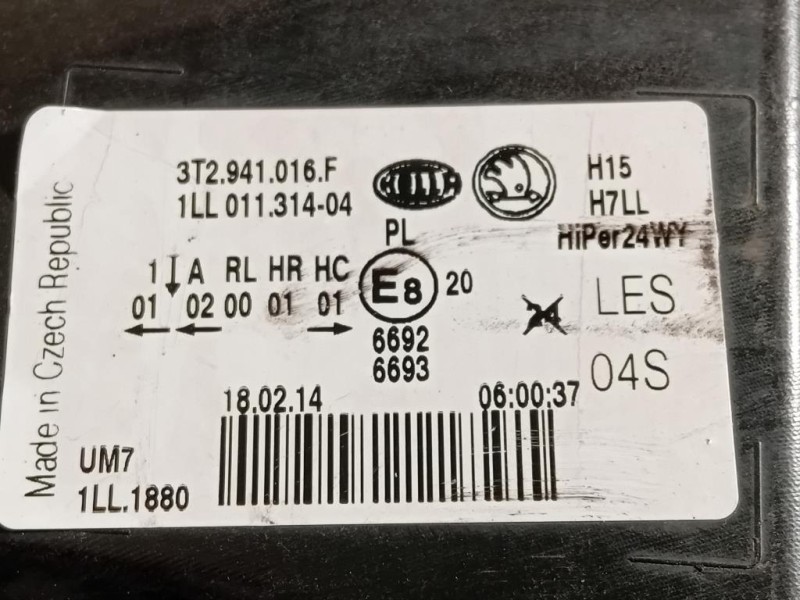 Made in Czech Republic
3T2.941.016.F
1LL 011.314-04
HELLA
H15
H7LL
PL
HiPer24WY
1 A RL HR HC
01 02 00 01 01
E8 20
6692
6693
24
LES
04S
18.02.14 06:00:37
UM7
1LL.1880